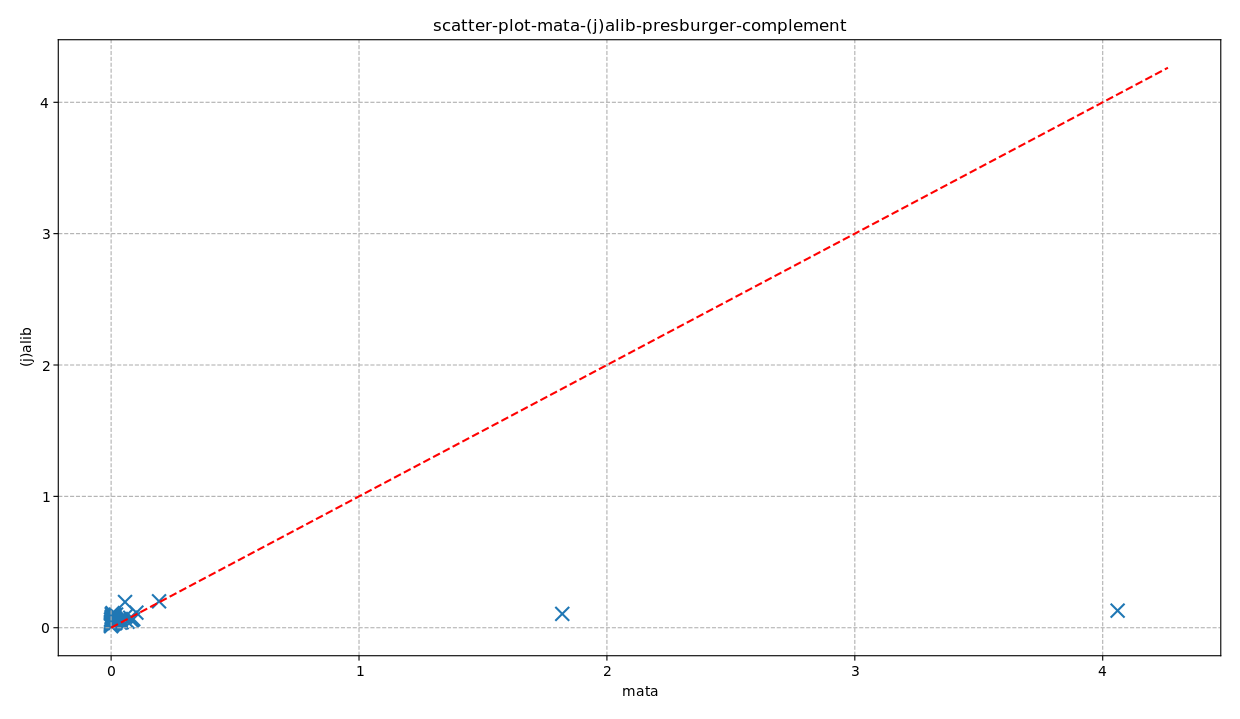 scatter-plot-mata-(j)alib-presburger-complement
4
3
2
1
0
(j)alib
0 1 2 3 4
mata